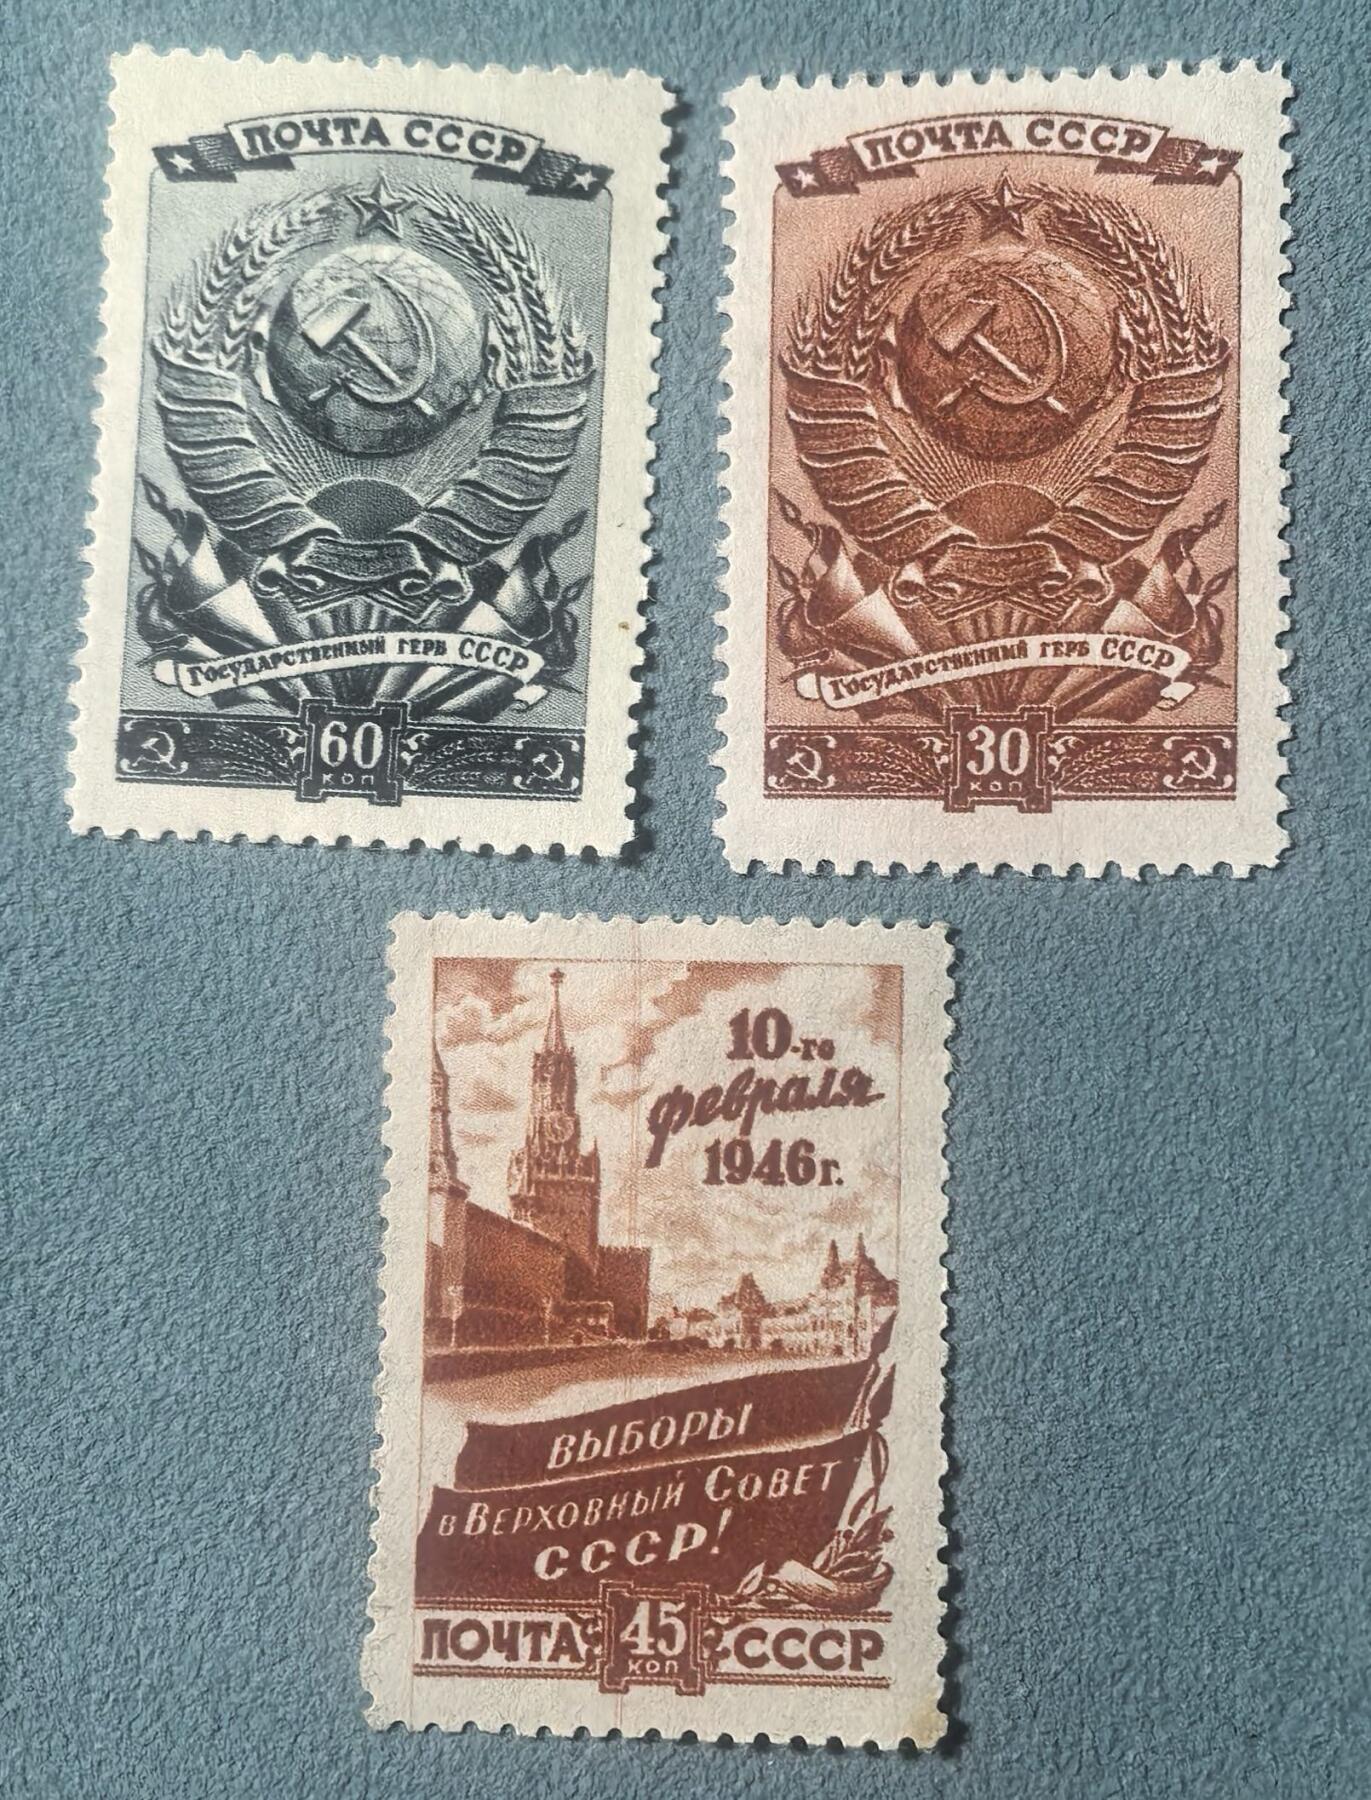 ПОЧТА СССР
Государственный герб СССР
60
коп
ПОЧТА СССР
Государственный герб СССР
30
коп
10-го
февраля
1946г.
ВЫБОРЫ
в Верховный Совет
СССР!
ПОЧТА 45 СССР
коп